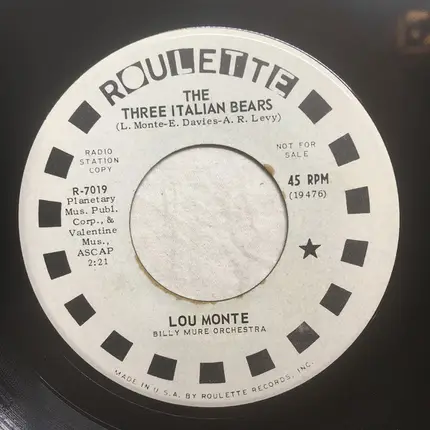 ROULETTE
THE
THREE ITALIAN BEARS
(L. Monte-E. Davies-A. R. Levy)
RADIO
STATION
COPY
R-7019
Planetary
Mus. Publ.
Corp., &
Valentine
Mus.,
ASCAP
2:21
NOT FOR
SALE
45 RPM
(19476)
LOU MONTE
BILLY MURE ORCHESTRA
MADE IN U.S.A. BY ROULETTE RECORDS, INC.